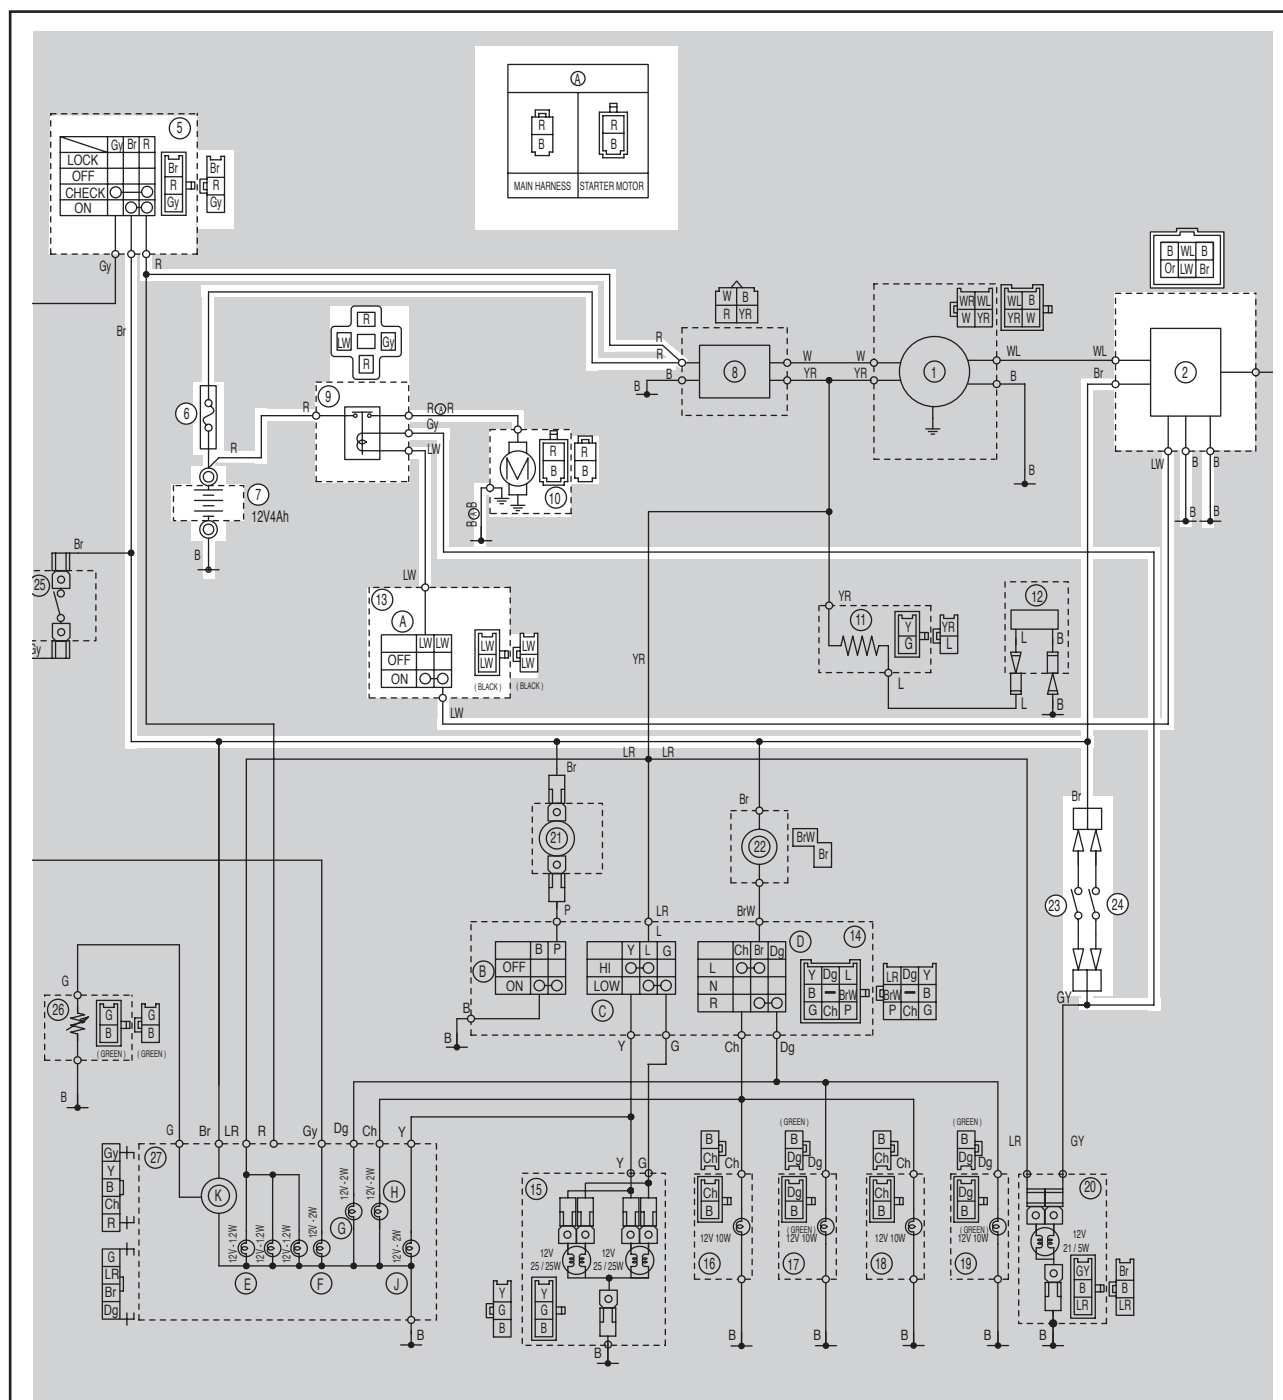 A
R
B
R
B
MAIN HARNESS STARTER MOTOR
5
Gy Br R
LOCK
OFF
CHECK
ON
Br
R
Gy
Br
R
Gy
Gy
R
Br
R
LW Gy
R
9
R
R A R
Gy
LW
6
R
7
12V4Ah
B
R
B
R
B
10
B A B
W B
R YR
R
R
B
B
8
W W
YR YR
WR WL
W YR
WL B
YR W
1
WL WL
B
B
Br
B WL B
Or LW Br
2
LW B B
B B
Br
25
Gy
LW
13
A
LW LW
OFF
ON
LW
LW
LW
LW
( BLACK ) ( BLACK )
LW
YR
YR
11
Y
G
YR
L
L
12
L B
L B
LR LR
Br
21
P
Br
22
BrW
Br
BrW
LR
L
Br
23 24
GY
14
B
B P
OFF
ON
Y L G
HI
LOW
C
Ch Br Dg
L
N
R
D
Y Dg L
B BrW
G Ch P
LR Dg Y
BrW B
P Ch G
B
B
Y G Ch Dg
G
26
G
B
( GREEN )
G
B
( GREEN )
B
G Br LR R Gy Dg Ch Y
27
Gy
Y
B
Ch
R
G
LR
Br
Dg
K
12V - 1.2W
12V - 1.2W
12V - 1.2W
12V - 2W
12V - 2W
12V - 2W
12V - 2W
E F G H J
B
Y G
15
12V
25 / 25W
12V
25 / 25W
Y
G
B
Y
G
B
B
B
Ch
Ch
Ch
B
12V 10W
16
B
( GREEN )
B
Dg
Dg
Dg
B
( GREEN )
12V 10W
17
B
B
Ch
Ch
Ch
B
12V 10W
18
B
( GREEN )
B
Dg
Dg
Dg
B
( GREEN )
12V 10W
19
B
LR GY
20
12V
21 / 5W
GY
B
LR
Br
B
LR
B